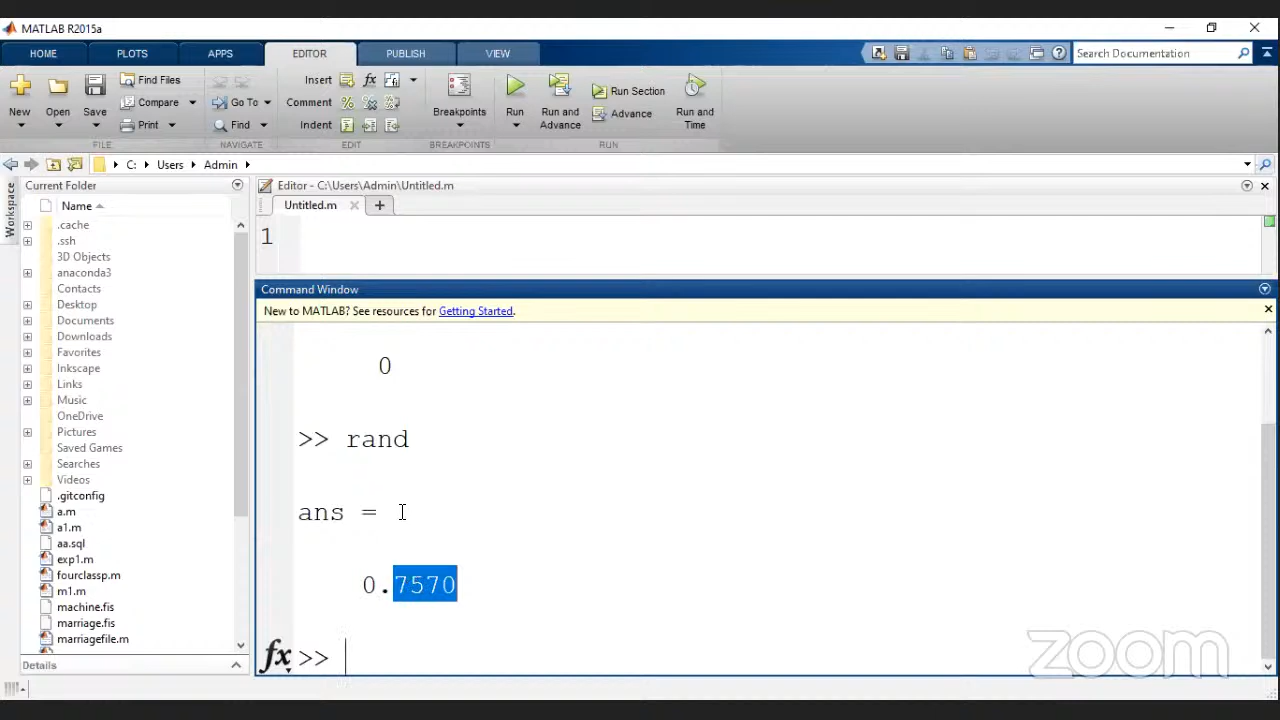 MATLAB R2015a
HOME PLOTS APPS EDITOR PUBLISH VIEW
Search Documentation
New Open Save
Find Files
Compare
Print
FILE
Go To
Find
NAVIGATE
Insert fx
Comment
Indent
EDIT
Breakpoints
BREAKPOINTS
Run
Run and Advance
Run Section
Advance
Run and Time
RUN
C: Users Admin
Workspace
Current Folder
Name
.cache
.ssh
3D Objects
anaconda3
Contacts
Desktop
Documents
Downloads
Favorites
Inkscape
Links
Music
OneDrive
Pictures
Saved Games
Searches
Videos
.gitconfig
a.m
a1.m
aa.sql
exp1.m
fourclassp.m
m1.m
machine.fis
marriage.fis
marriagefile.m
Details
Editor - C:\Users\Admin\Untitled.m
Untitled.m
1
Command Window
New to MATLAB? See resources for Getting Started.
0
>> rand
ans =
0.7570
fx >>
zoom